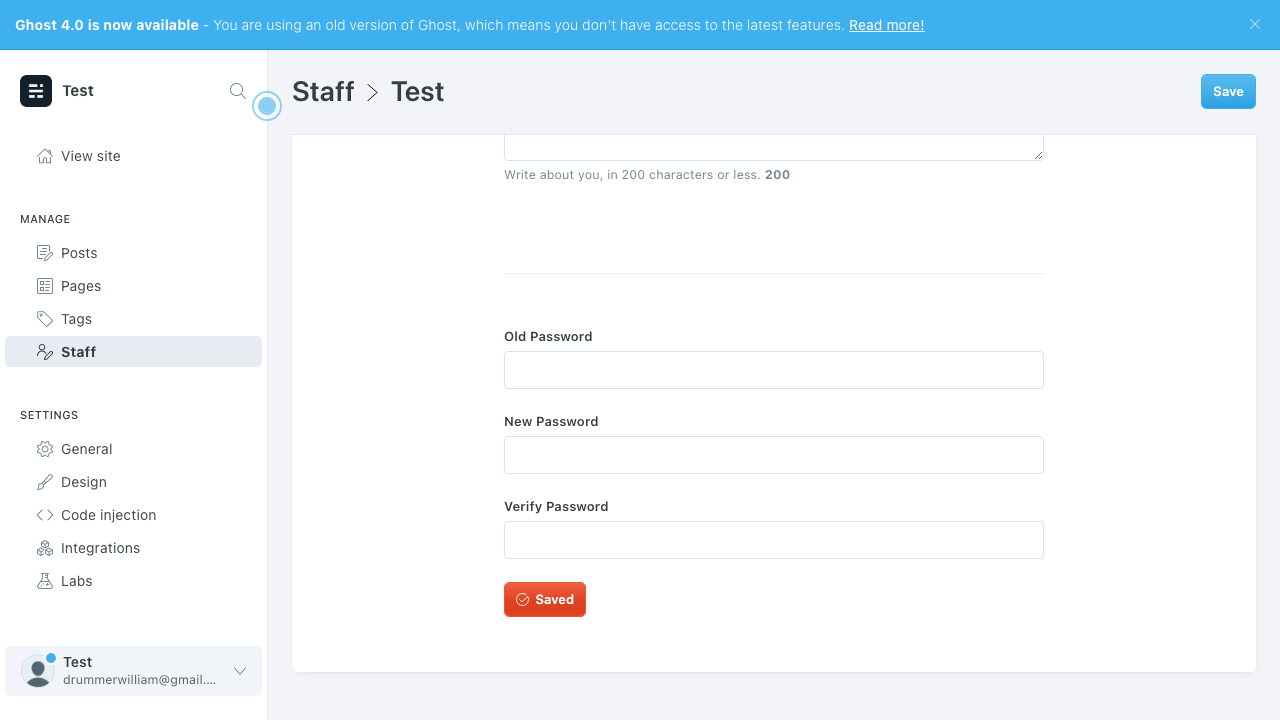 Ghost 4.0 is now available - You are using an old version of Ghost, which means you don't have access to the latest features. Read more!
Test
Staff > Test
Save
View site
Write about you, in 200 characters or less. 200
MANAGE
Posts
Pages
Tags
Staff
Old Password
New Password
Verify Password
Saved
SETTINGS
General
Design
Code injection
Integrations
Labs
Test
drummerwilliam@gmail....